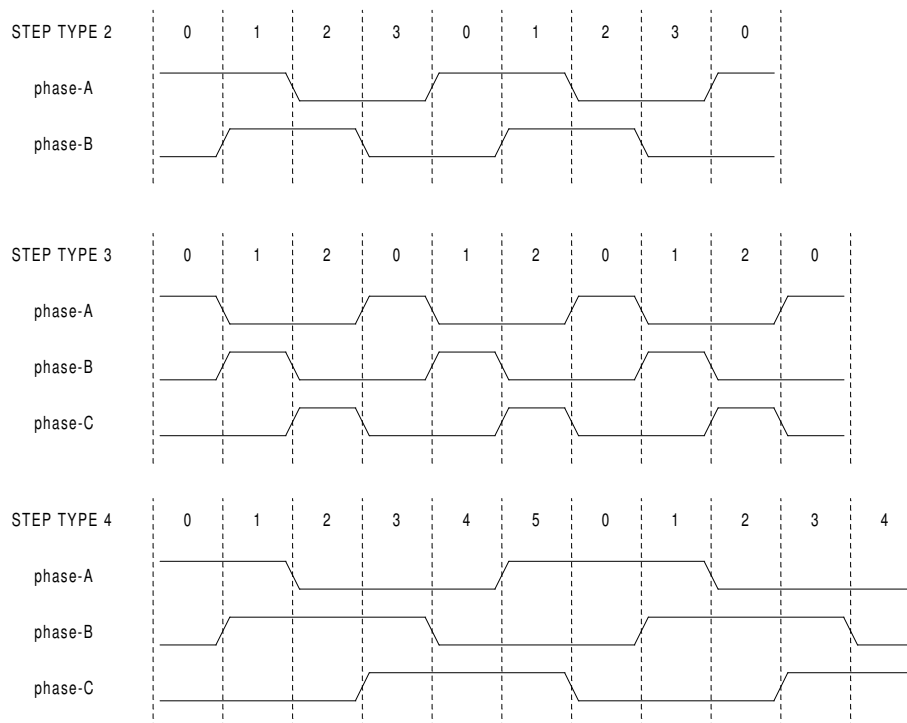 STEP TYPE 2 0 1 2 3 0 1 2 3 0
phase-A
phase-B
STEP TYPE 3 0 1 2 0 1 2 0 1 2 0
phase-A
phase-B
phase-C
STEP TYPE 4 0 1 2 3 4 5 0 1 2 3 4
phase-A
phase-B
phase-C